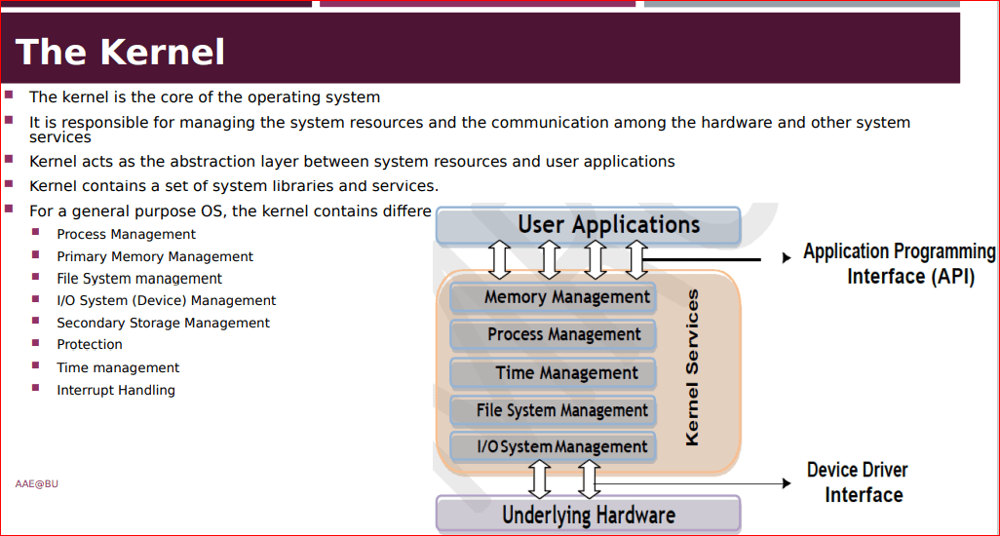 The Kernel
The kernel is the core of the operating system
It is responsible for managing the system resources and the communication among the hardware and other system
services
Kernel acts as the abstraction layer between system resources and user applications
Kernel contains a set of system libraries and services.
For a general purpose OS, the kernel contains differe
Process Management
Primary Memory Management
File System management
I/O System (Device) Management
Secondary Storage Management
Protection
Time management
Interrupt Handling
User Applications
Application Programming
Interface (API)
Memory Management
Process Management
Time Management
File System Management
I/O System Management
Kernel Services
Device Driver
Interface
Underlying Hardware
AAE@BU